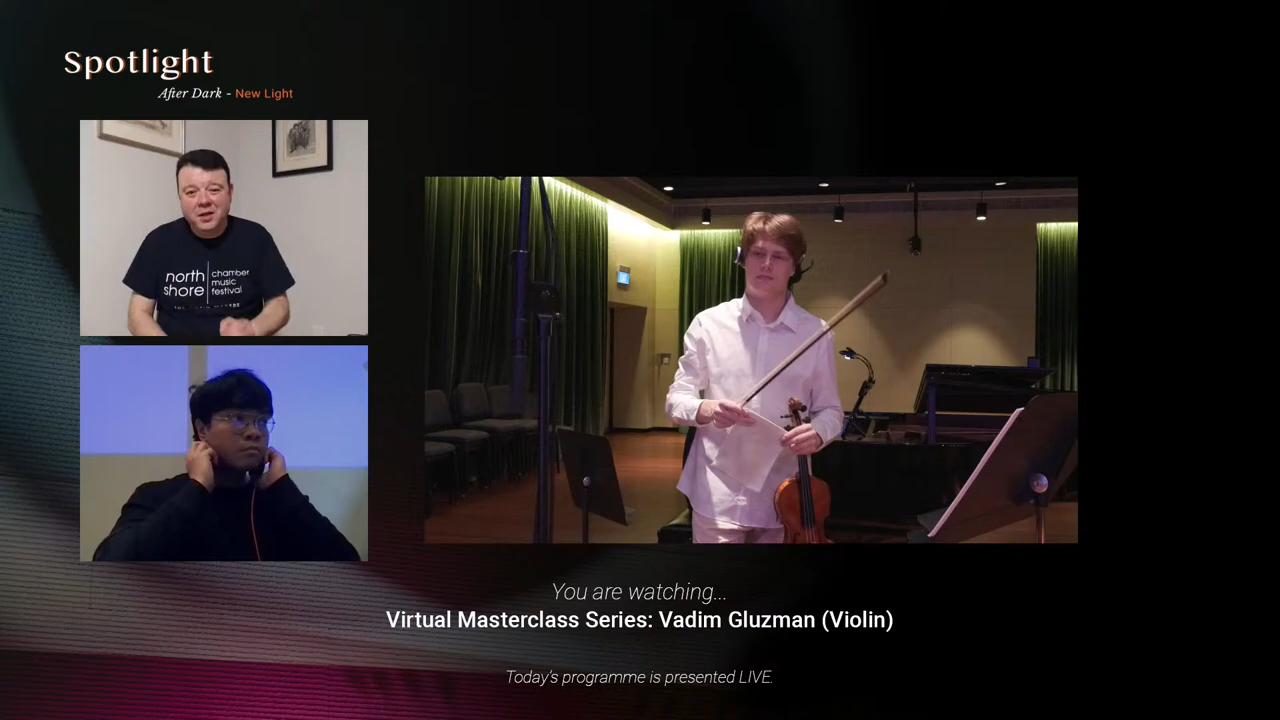 Spotlight
After Dark - New Light
north shore
chamber music festival
You are watching...
Virtual Masterclass Series: Vadim Gluzman (Violin)
Today's programme is presented LIVE.